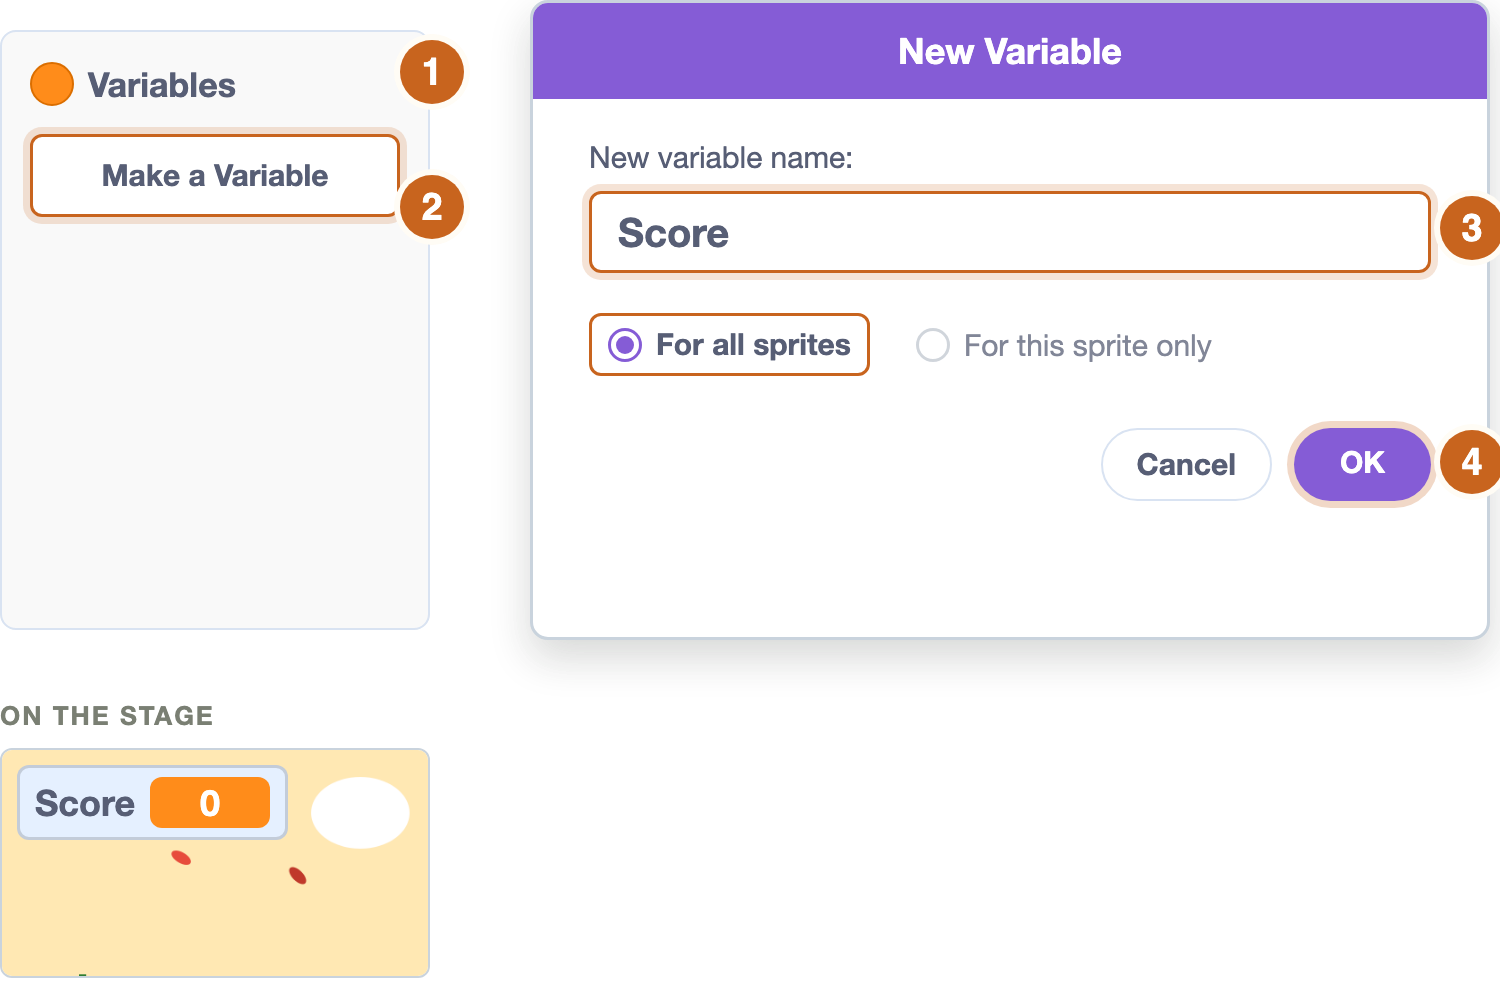 Variables
1
Make a Variable
2
New Variable
New variable name:
Score
3
For all sprites
For this sprite only
Cancel
OK
4
ON THE STAGE
Score 0